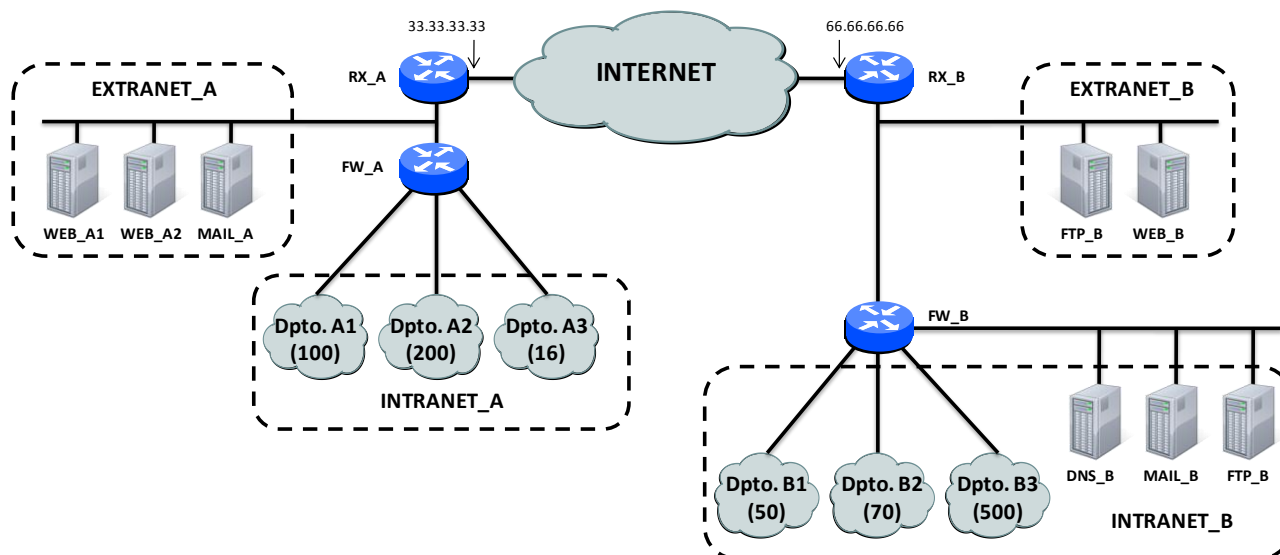 33.33.33.33
66.66.66.66
INTERNET
RX_A
RX_B
EXTRANET_A
EXTRANET_B
FW_A
WEB_A1
WEB_A2
MAIL_A
FTP_B
WEB_B
Dpto. A1
(100)
Dpto. A2
(200)
Dpto. A3
(16)
INTRANET_A
FW_B
DNS_B
MAIL_B
FTP_B
Dpto. B1
(50)
Dpto. B2
(70)
Dpto. B3
(500)
INTRANET_B